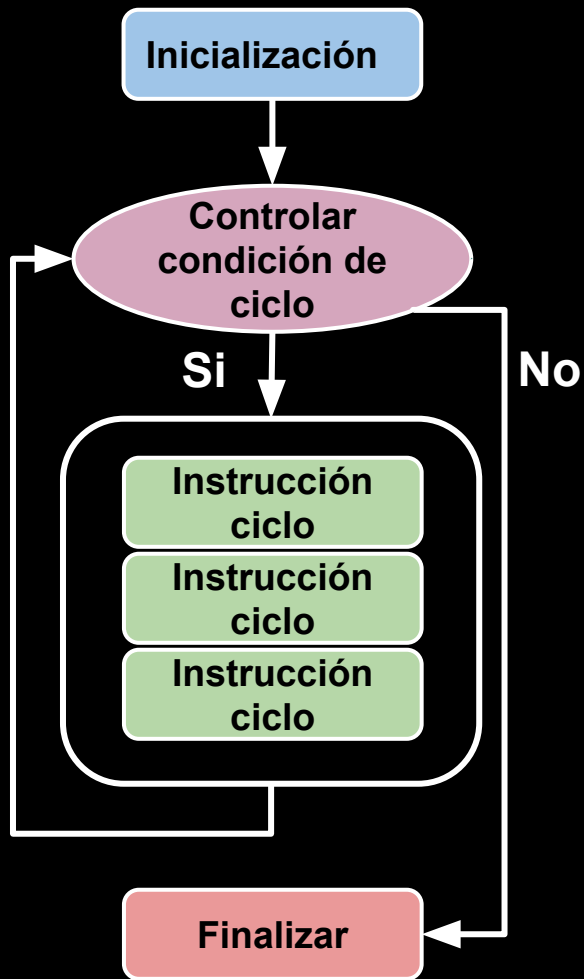 Inicialización
Controlar
condición de
ciclo
Si
No
Instrucción
ciclo
Instrucción
ciclo
Instrucción
ciclo
Finalizar